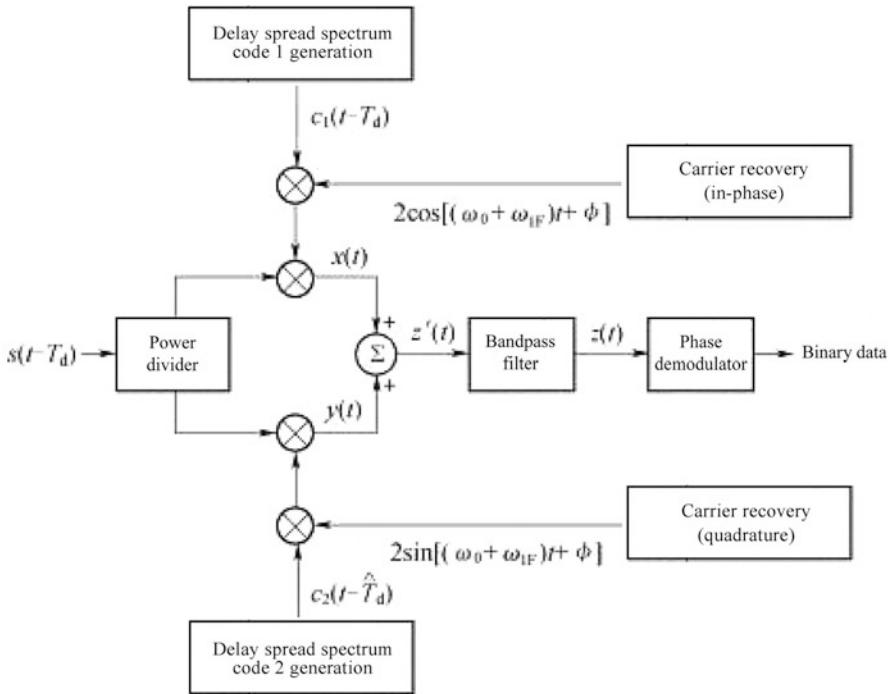 Delay spread spectrum
code 1 generation
c₁(t−T_d)
Carrier recovery
(in-phase)
2cos[(ω₀+ω_IF)t+ϕ]
x(t)
Power
divider
s(t−T_d)
+
Σ
+
z'(t)
Bandpass
filter
z(t)
Phase
demodulator
Binary data
y(t)
Carrier recovery
(quadrature)
2sin[(ω₀+ω_IF)t+ϕ]
c₂(t−T̂_d)
Delay spread spectrum
code 2 generation